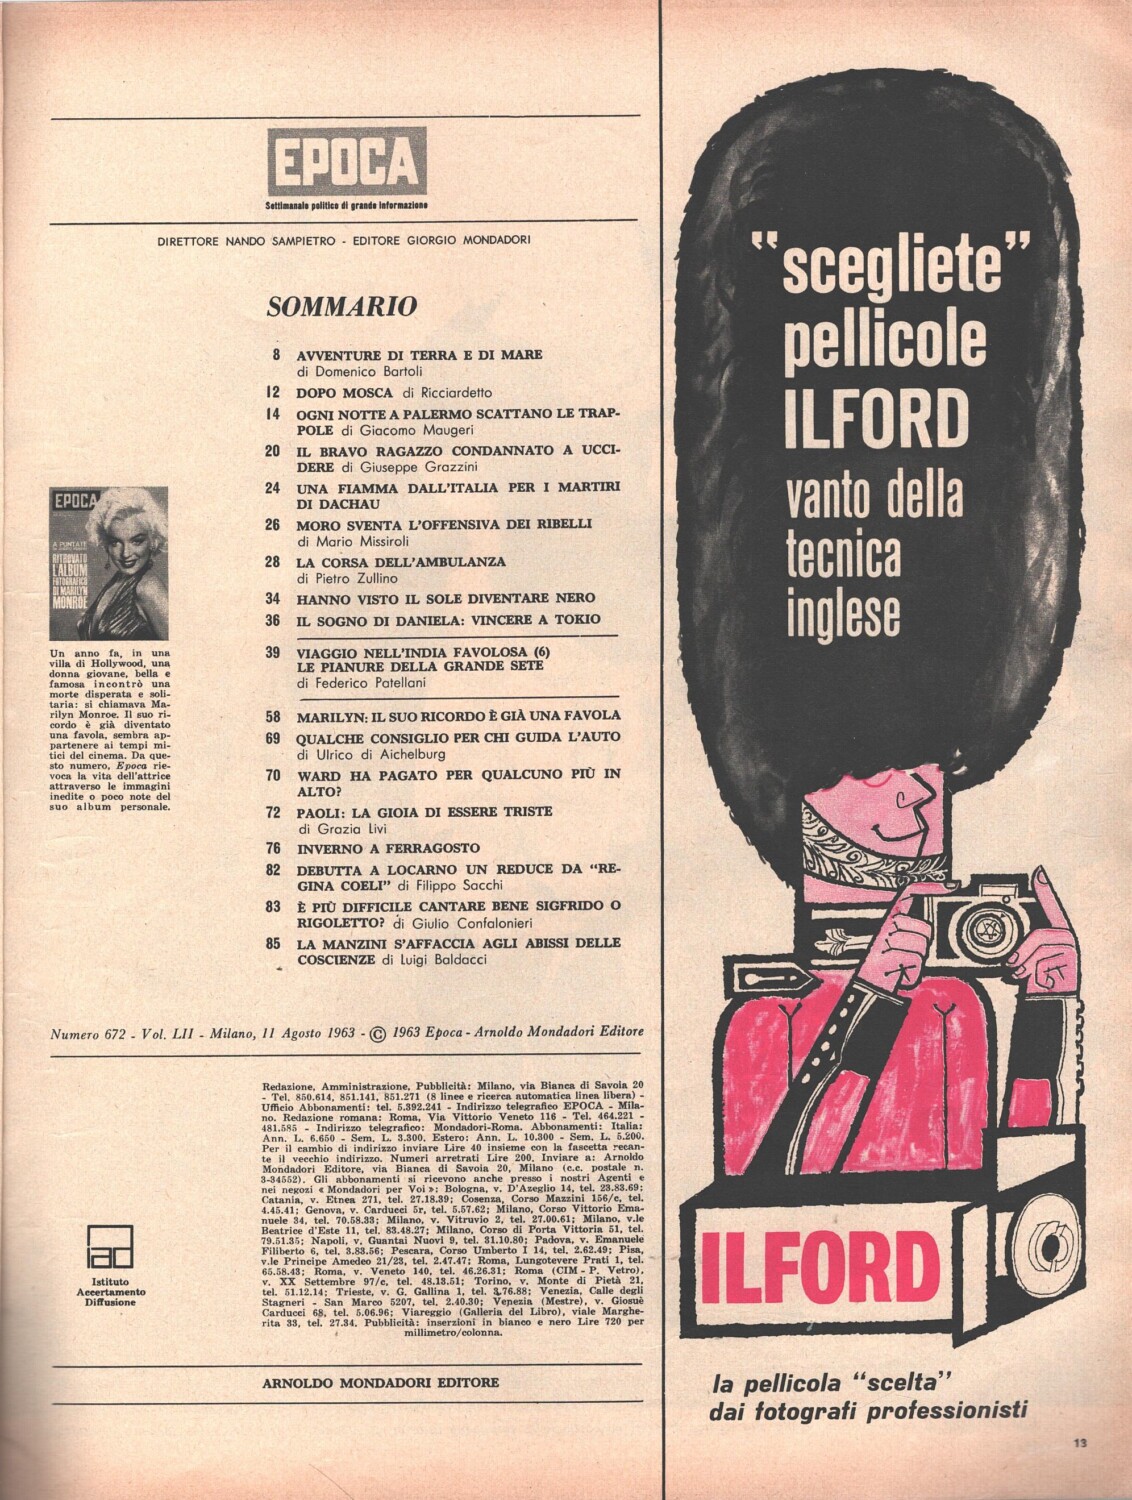 EPOCA
Settimanale politico di grande informazione
DIRETTORE NANDO SAMPIETRO - EDITORE GIORGIO MONDADORI
SOMMARIO
8 AVVENTURE DI TERRA E DI MARE
di Domenico Bartoli
12 DOPO MOSCA di Ricciardetto
14 OGNI NOTTE A PALERMO SCATTANO LE TRAP-
POLE di Giacomo Maugeri
20 IL BRAVO RAGAZZO CONDANNATO A UCCI-
DERE di Giuseppe Grazzini
24 UNA FIAMMA DALL'ITALIA PER I MARTIRI
DI DACHAU
26 MORO SVENTA L'OFFENSIVA DEI RIBELLI
di Mario Missiroli
28 LA CORSA DELL'AMBULANZA
di Pietro Zullino
34 HANNO VISTO IL SOLE DIVENTARE NERO
36 IL SOGNO DI DANIELA: VINCERE A TOKIO
39 VIAGGIO NELL'INDIA FAVOLOSA (6)
LE PIANURE DELLA GRANDE SETE
di Federico Patellani
58 MARILYN: IL SUO RICORDO È GIÀ UNA FAVOLA
69 QUALCHE CONSIGLIO PER CHI GUIDA L'AUTO
di Ulrico di Aichelburg
70 WARD HA PAGATO PER QUALCUNO PIÙ IN
ALTO?
72 PAOLI: LA GIOIA DI ESSERE TRISTE
di Grazia Livi
76 INVERNO A FERRAGOSTO
82 DEBUTTA A LOCARNO UN REDUCE DA "RE-
GINA COELI" di Filippo Sacchi
83 È PIÙ DIFFICILE CANTARE BENE SIGFRIDO O
RIGOLETTO? di Giulio Confalonieri
85 LA MANZINI S'AFFACCIA AGLI ABISSI DELLE
COSCIENZE di Luigi Baldacci
EPOCA
A PUNTATE
RITROVATO
L'ALBUM
FOTOGRAFICO
DI MARILYN
MONROE
Un anno fa, in una
villa di Hollywood, una
donna giovane, bella e
famosa incontrò una
morte disperata e soli-
taria: si chiamava Ma-
rilyn Monroe. Il suo ri-
cordo è già diventato
una favola, sembra ap-
partenere ai tempi mi-
tici del cinema. Da que-
sto numero, Epoca rie-
voca la vita dell'attrice
attraverso le immagini
inedite o poco note del
suo album personale.
Numero 672 - Vol. LII - Milano, 11 Agosto 1963 - © 1963 Epoca - Arnoldo Mondadori Editore
Redazione, Amministrazione, Pubblicità: Milano, via Bianca di Savoia 20
- Tel. 850.614, 851.141, 851.271 (8 linee e ricerca automatica linea libera) -
Ufficio Abbonamenti: tel. 5.392.241 - Indirizzo telegrafico EPOCA - Mila-
no. Redazione romana: Roma, Via Vittorio Veneto 116 - Tel. 464.221 -
481.585 - Indirizzo telegrafico: Mondadori-Roma. Abbonamenti: Italia:
Ann. L. 6.650 - Sem. L. 3.300. Estero: Ann. L. 10.300 - Sem. L. 5.200.
Per il cambio di indirizzo inviare Lire 40 insieme con la fascetta recan-
te il vecchio indirizzo. Numeri arretrati Lire 200. Inviare a: Arnoldo
Mondadori Editore, via Bianca di Savoia 20, Milano (c.c. postale n.
3-34552). Gli abbonamenti si ricevono anche presso i nostri Agenti e
nei negozi « Mondadori per Voi »: Bologna, v. D'Azeglio 14, tel. 23.83.69;
Catania, v. Etnea 271, tel. 27.18.39; Cosenza, Corso Mazzini 156/c, tel.
4.45.41; Genova, v. Carducci 5r, tel. 5.57.62; Milano, Corso Vittorio Ema-
nuele 34, tel. 70.58.33; Milano, v. Vitruvio 2, tel. 27.00.61; Milano, v.le
Beatrice d'Este 11, tel. 83.48.27; Milano, Corso di Porta Vittoria 51, tel.
79.51.35; Napoli, v. Guantai Nuovi 9, tel. 31.10.80; Padova, v. Emanuele
Filiberto 6, tel. 3.83.56; Pescara, Corso Umberto I 14, tel. 2.62.49; Pisa,
v.le Principe Amedeo 21/23, tel. 2.47.47; Roma, Lungotevere Prati 1, tel.
65.58.43; Roma, v. Veneto 140, tel. 46.26.31; Roma (CIM - P. Vetro),
v. XX Settembre 97/c, tel. 48.13.51; Torino, v. Monte di Pietà 21,
tel. 51.12.14; Trieste, v. G. Gallina 1, tel. 3.76.88; Venezia, Calle degli
Stagneri - San Marco 5207, tel. 2.40.30; Venezia (Mestre), v. Giosuè
Carducci 68, tel. 5.06.96; Viareggio (Galleria del Libro), viale Marghe-
rita 33, tel. 27.34. Pubblicità: inserzioni in bianco e nero Lire 720 per
millimetro/colonna.
iad
Istituto
Accertamento
Diffusione
ARNOLDO MONDADORI EDITORE
"scegliete"
pellicole
ILFORD
vanto della
tecnica
inglese
ILFORD
la pellicola "scelta"
dai fotografi professionisti
13